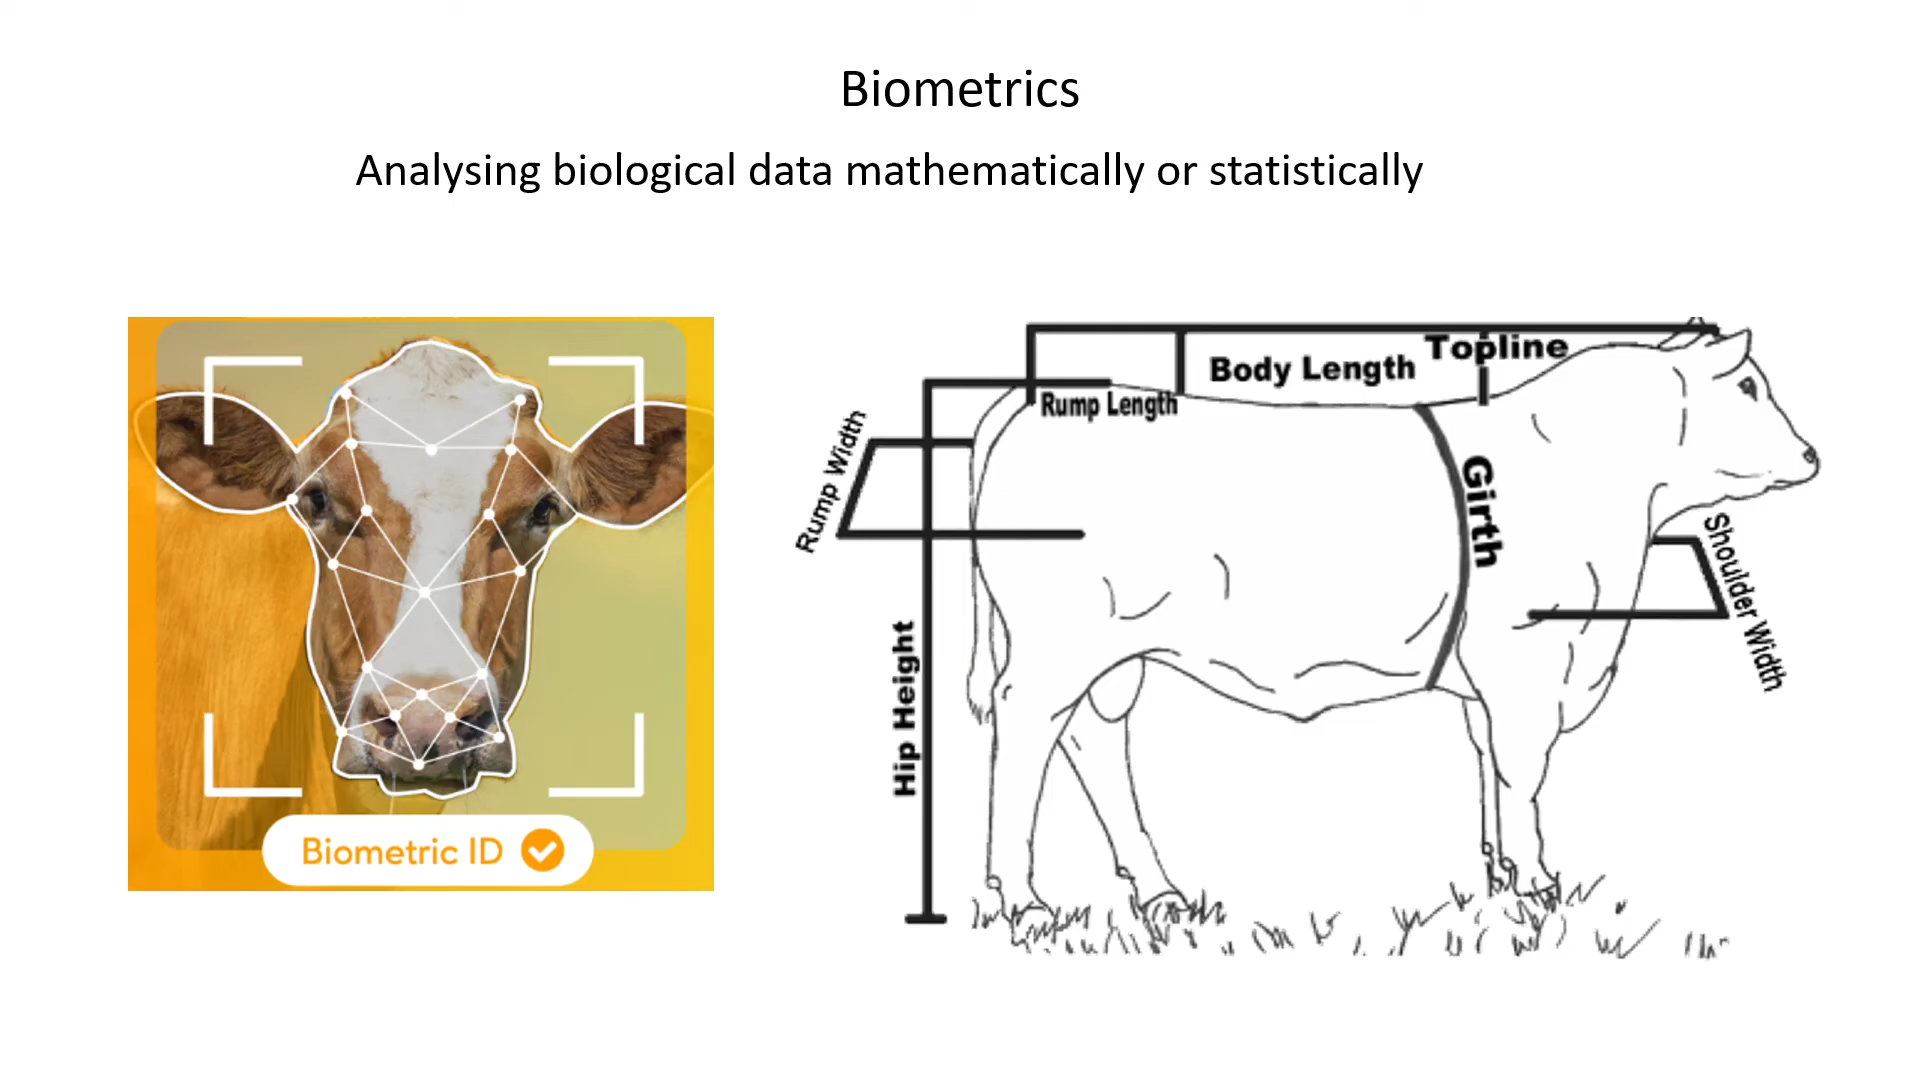 Biometrics
Analysing biological data mathematically or statistically
Biometric ID
Topline
Body Length
Rump Length
Rump Width
Girth
Shoulder Width
Hip Height